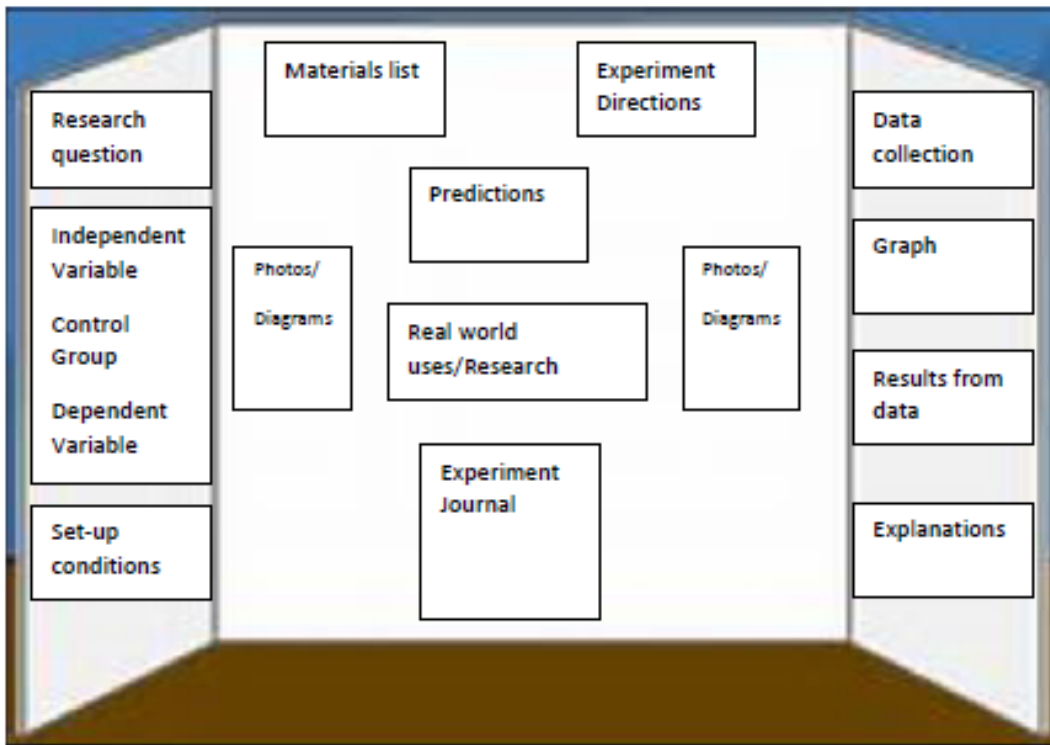 Research
question
Independent
Variable
Control
Group
Dependent
Variable
Set-up
conditions
Materials list
Experiment
Directions
Predictions
Photos/
Diagrams
Real world
uses/Research
Photos/
Diagrams
Experiment
Journal
Data
collection
Graph
Results from
data
Explanations